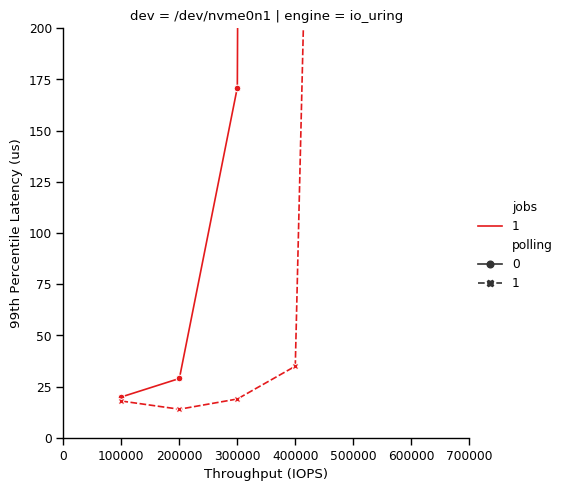 dev = /dev/nvme0n1 | engine = io_uring
200
175
150
125
100
75
50
25
0
99th Percentile Latency (us)
0 100000 200000 300000 400000 500000 600000 700000
Throughput (IOPS)
jobs
1
polling
0
1